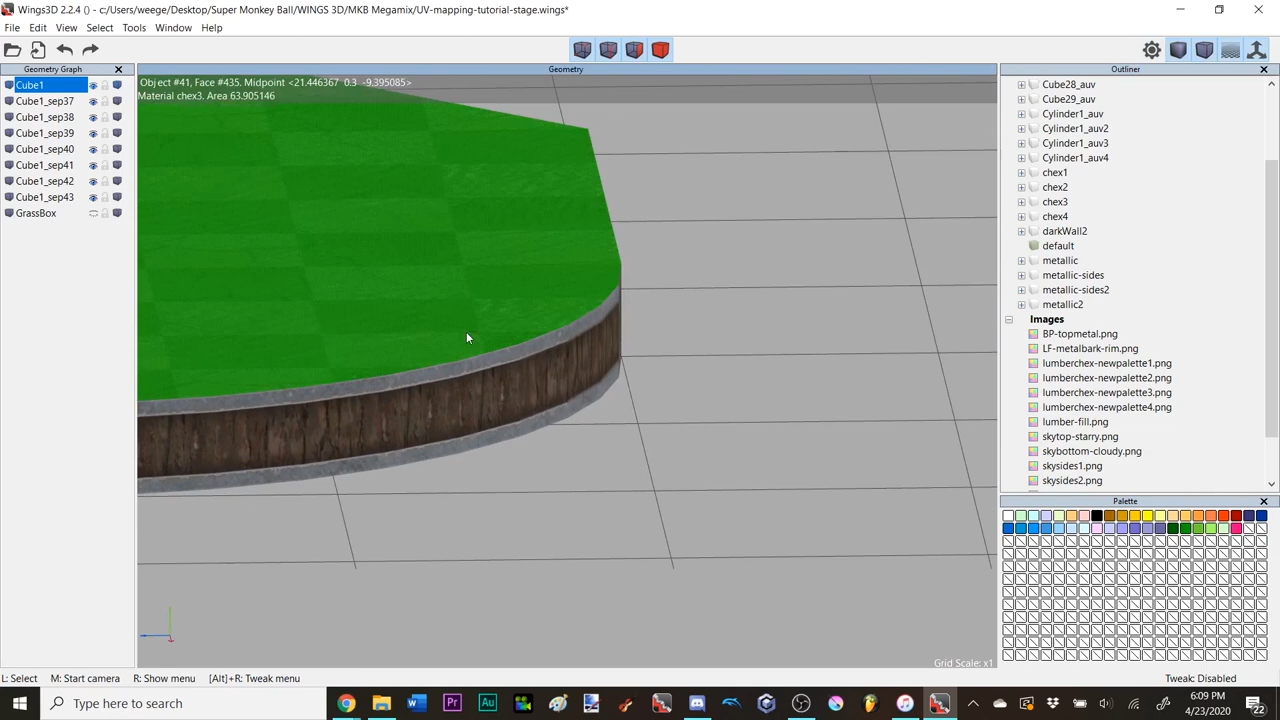 Wings3D 2.2.4 () - c:/Users/weege/Desktop/Super Monkey Ball/WINGS 3D/MKB Megamix/UV-mapping-tutorial-stage.wings*
File Edit View Select Tools Window Help
Geometry Graph
Cube1
Cube1_sep37
Cube1_sep38
Cube1_sep39
Cube1_sep40
Cube1_sep41
Cube1_sep42
Cube1_sep43
GrassBox
Geometry
Object #41, Face #435. Midpoint <21.446367 0.3 -9.395085>
Material chex3. Area 63.905146
Grid Scale: x1
Outliner
Cube28_auv
Cube29_auv
Cylinder1_auv
Cylinder1_auv2
Cylinder1_auv3
Cylinder1_auv4
chex1
chex2
chex3
chex4
darkWall2
default
metallic
metallic-sides
metallic-sides2
metallic2
Images
BP-topmetal.png
LF-metalbark-rim.png
lumberchex-newpalette1.png
lumberchex-newpalette2.png
lumberchex-newpalette3.png
lumberchex-newpalette4.png
lumber-fill.png
skytop-starry.png
skybottom-cloudy.png
skysides1.png
skysides2.png
Palette
L: Select M: Start camera R: Show menu [Alt]+R: Tweak menu
Tweak: Disabled
Type here to search
6:09 PM
4/23/2020
22